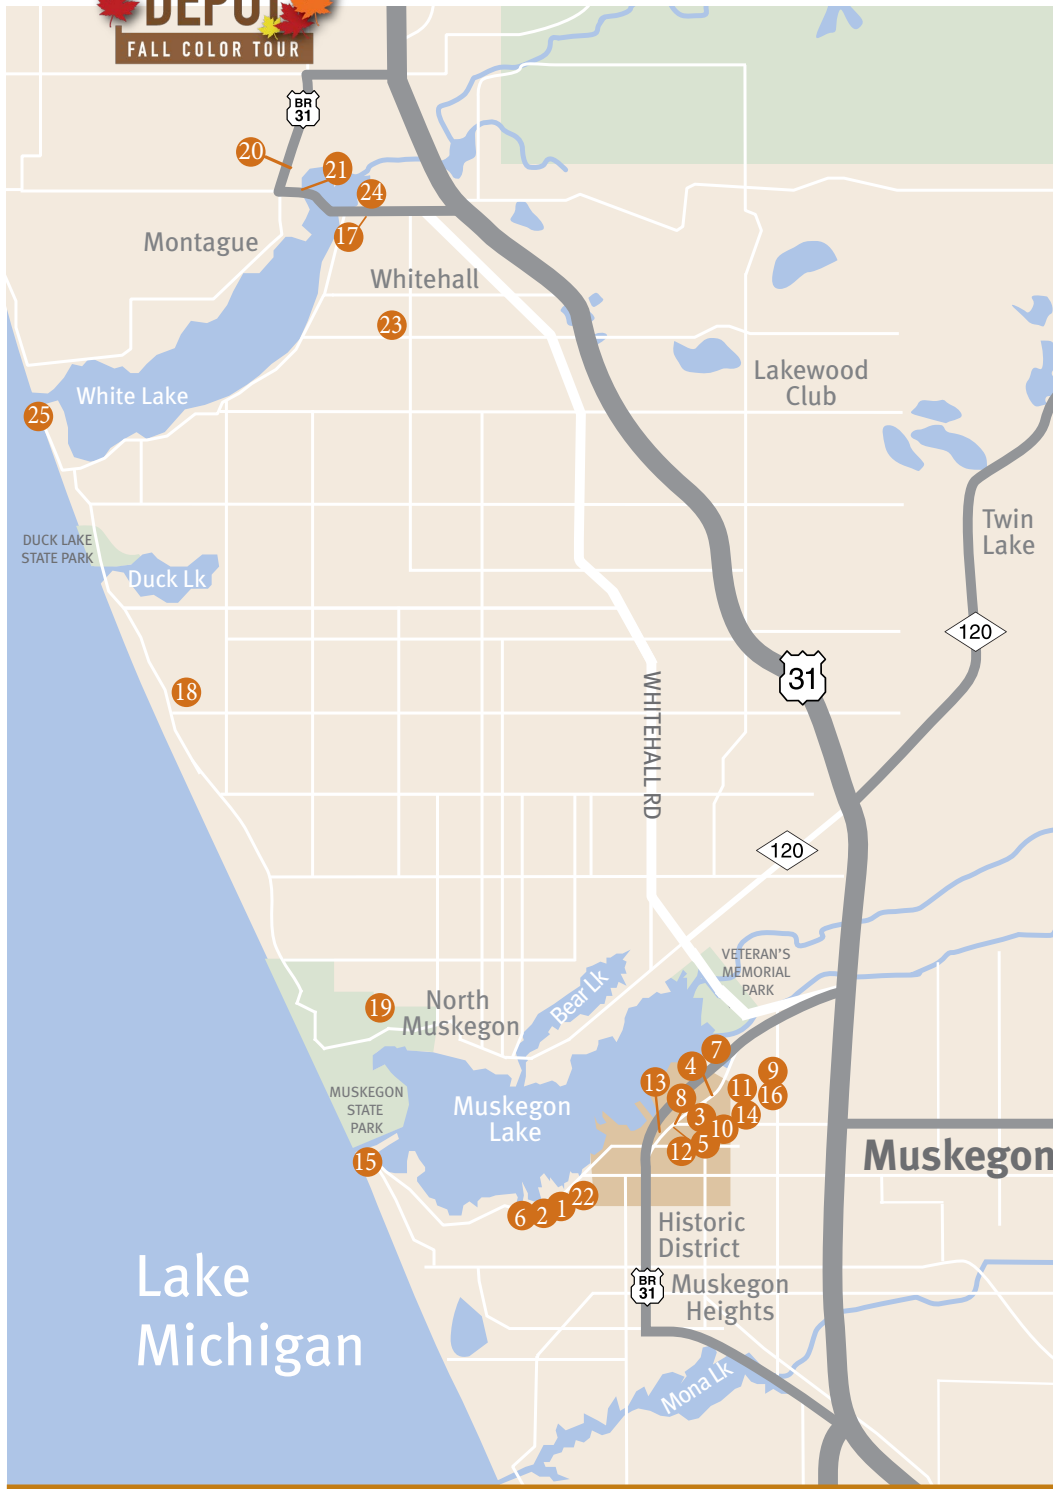 DEPOT
FALL COLOR TOUR
BR
31
20
21
24
17
Montague
Whitehall
23
Lakewood
Club
White Lake
25
Twin
Lake
DUCK LAKE
STATE PARK
Duck Lk
120
31
18
WHITEHALL RD
120
VETERAN'S
MEMORIAL
PARK
Bear Lk
19
North
Muskegon
7
4
9
13
11
16
8
3
14
10
5
12
MUSKEGON
STATE
PARK
Muskegon
Lake
15
Muskegon
22
1
2
6
Historic
District
BR
31
Muskegon
Heights
Lake
Michigan
Mona Lk